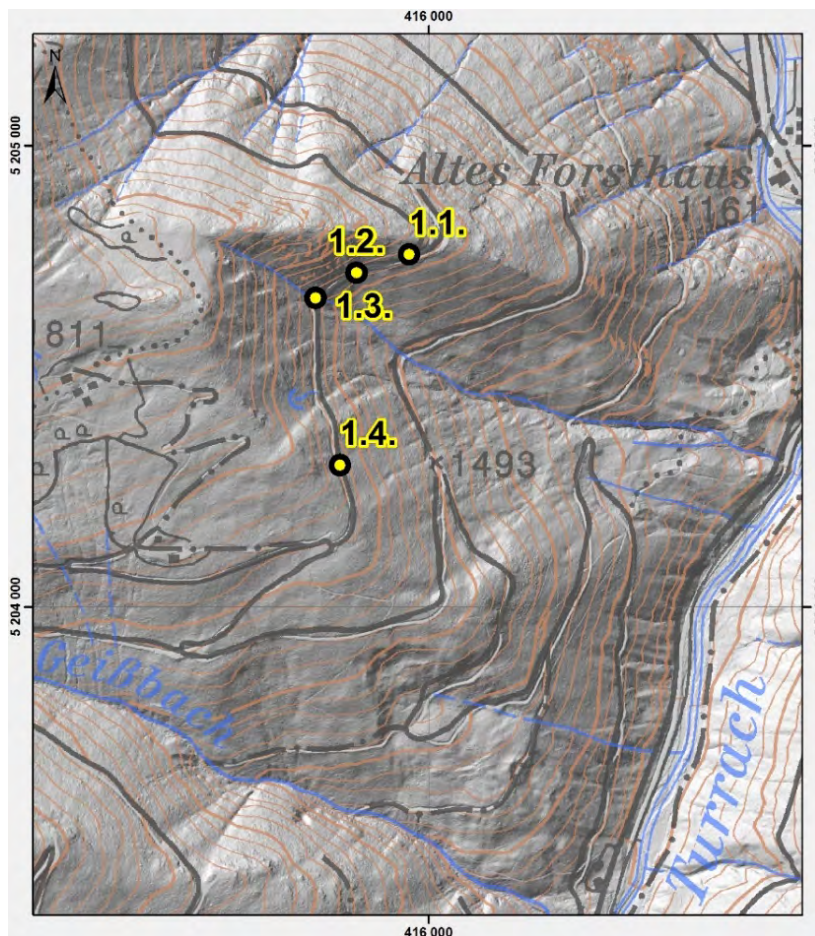 416 000
N
5 205 000
Altes Forsthaus
1161
1.1.
1.2.
1.3.
811
P
P
P
P
1.4.
1493
5 204 000
Geißbach
Turrach
416 000